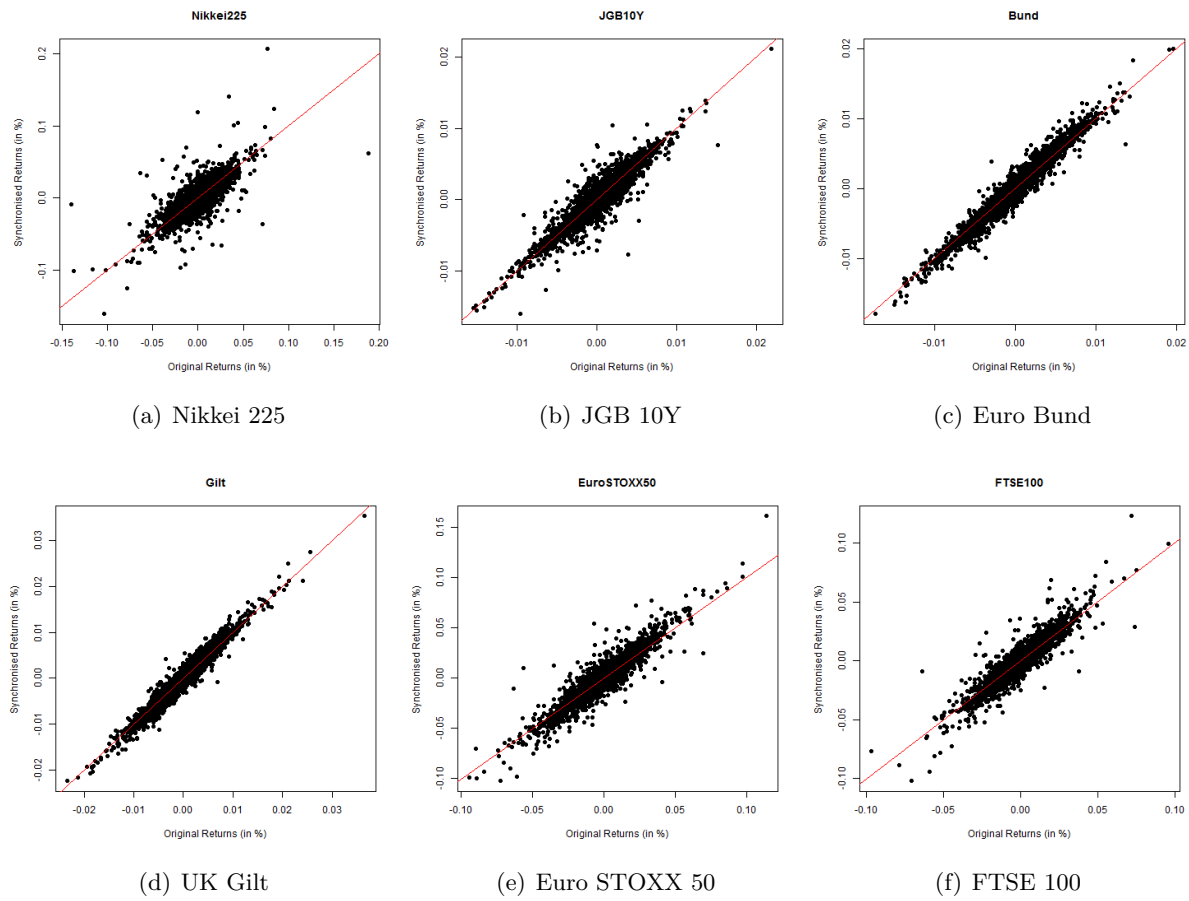 Nikkei225
Synchronised Returns (in %)
0.2
0.1
0.0
-0.1
-0.15 -0.10 -0.05 0.00 0.05 0.10 0.15 0.20
Original Returns (in %)
(a) Nikkei 225
JGB10Y
Synchronised Returns (in %)
0.02
0.01
0.00
-0.01
-0.01 0.00 0.01 0.02
Original Returns (in %)
(b) JGB 10Y
Bund
Synchronised Returns (in %)
0.02
0.01
0.00
-0.01
-0.01 0.00 0.01 0.02
Original Returns (in %)
(c) Euro Bund
Gilt
Synchronised Returns (in %)
0.03
0.02
0.01
0.00
-0.01
-0.02
-0.02 -0.01 0.00 0.01 0.02 0.03
Original Returns (in %)
(d) UK Gilt
EuroSTOXX50
Synchronised Returns (in %)
0.15
0.10
0.05
0.00
-0.05
-0.10
-0.10 -0.05 0.00 0.05 0.10
Original Returns (in %)
(e) Euro STOXX 50
FTSE100
Synchronised Returns (in %)
0.10
0.05
0.00
-0.05
-0.10
-0.10 -0.05 0.00 0.05 0.10
Original Returns (in %)
(f) FTSE 100